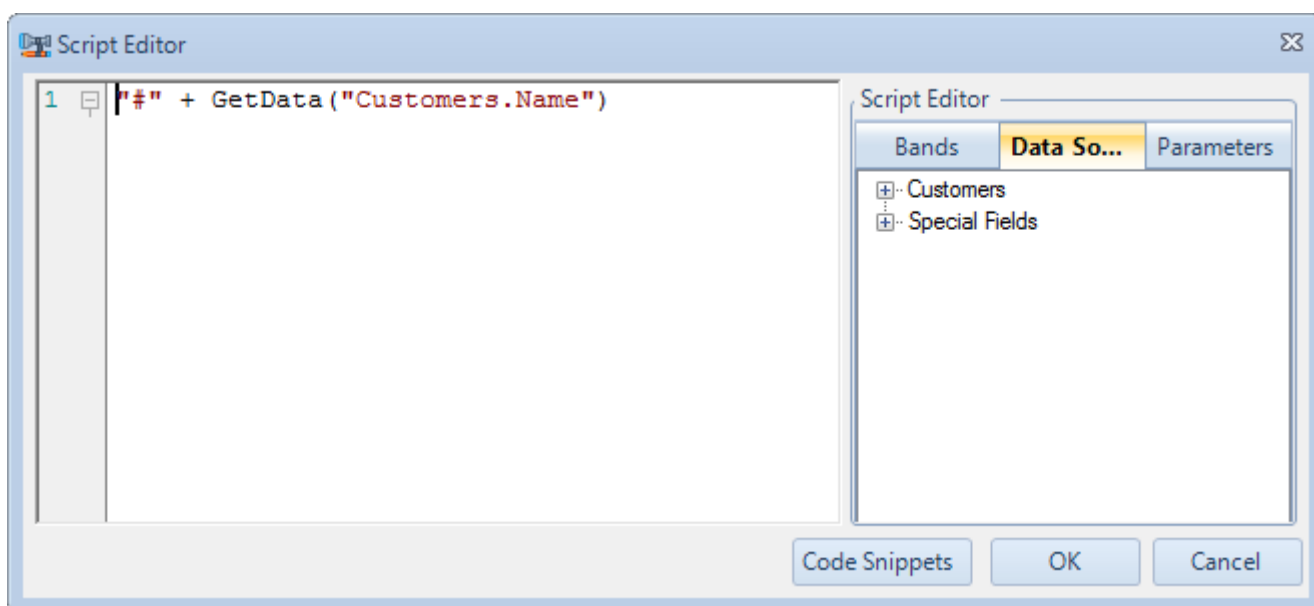 Script Editor
1 "#" + GetData("Customers.Name")
Script Editor
Bands Data So... Parameters
Customers
Special Fields
Code Snippets OK Cancel